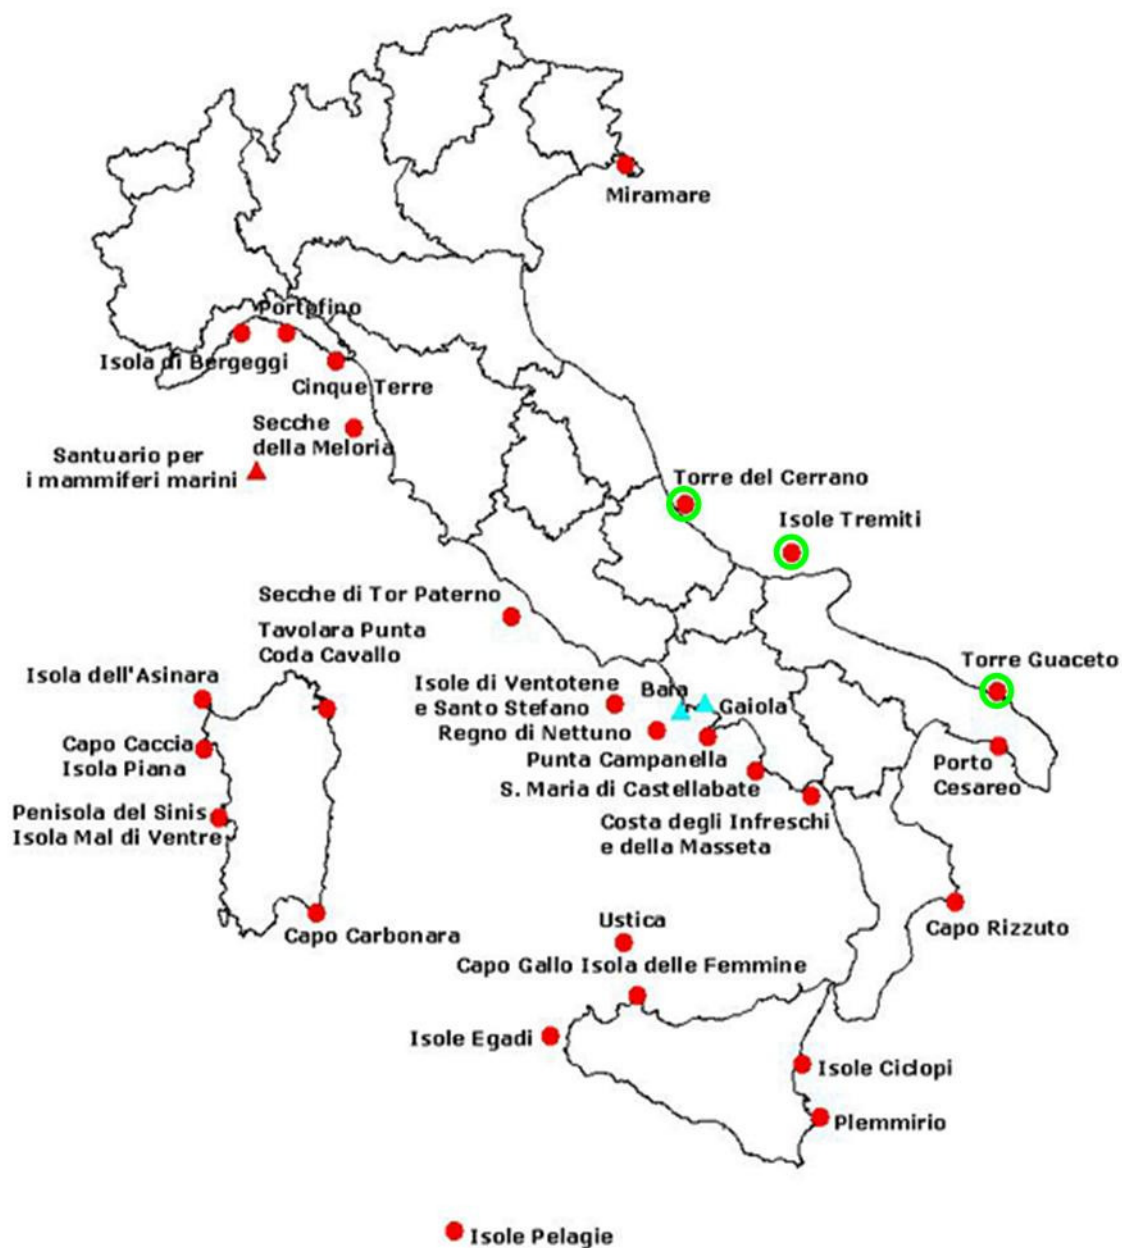 Miramare
Portofino
Isola di Bergeggi
Cinque Terre
Secche
della Meloria
Santuario per
i mammiferi marini
Torre del Cerrano
Isole Tremiti
Secche di Tor Paterno
Tavolara Punta
Coda Cavallo
Isola dell'Asinara
Torre Guaceto
Isole di Ventotene
e Santo Stefano
Baia
Gaiola
Regno di Nettuno
Capo Caccia
Isola Piana
Punta Campanella
Porto
Cesareo
S. Maria di Castellabate
Penisola del Sinis
Isola Mal di Ventre
Costa degli Infreschi
e della Masseta
Ustica
Capo Rizzuto
Capo Carbonara
Capo Gallo Isola delle Femmine
Isole Egadi
Isole Ciclopi
Plemmirio
Isole Pelagie